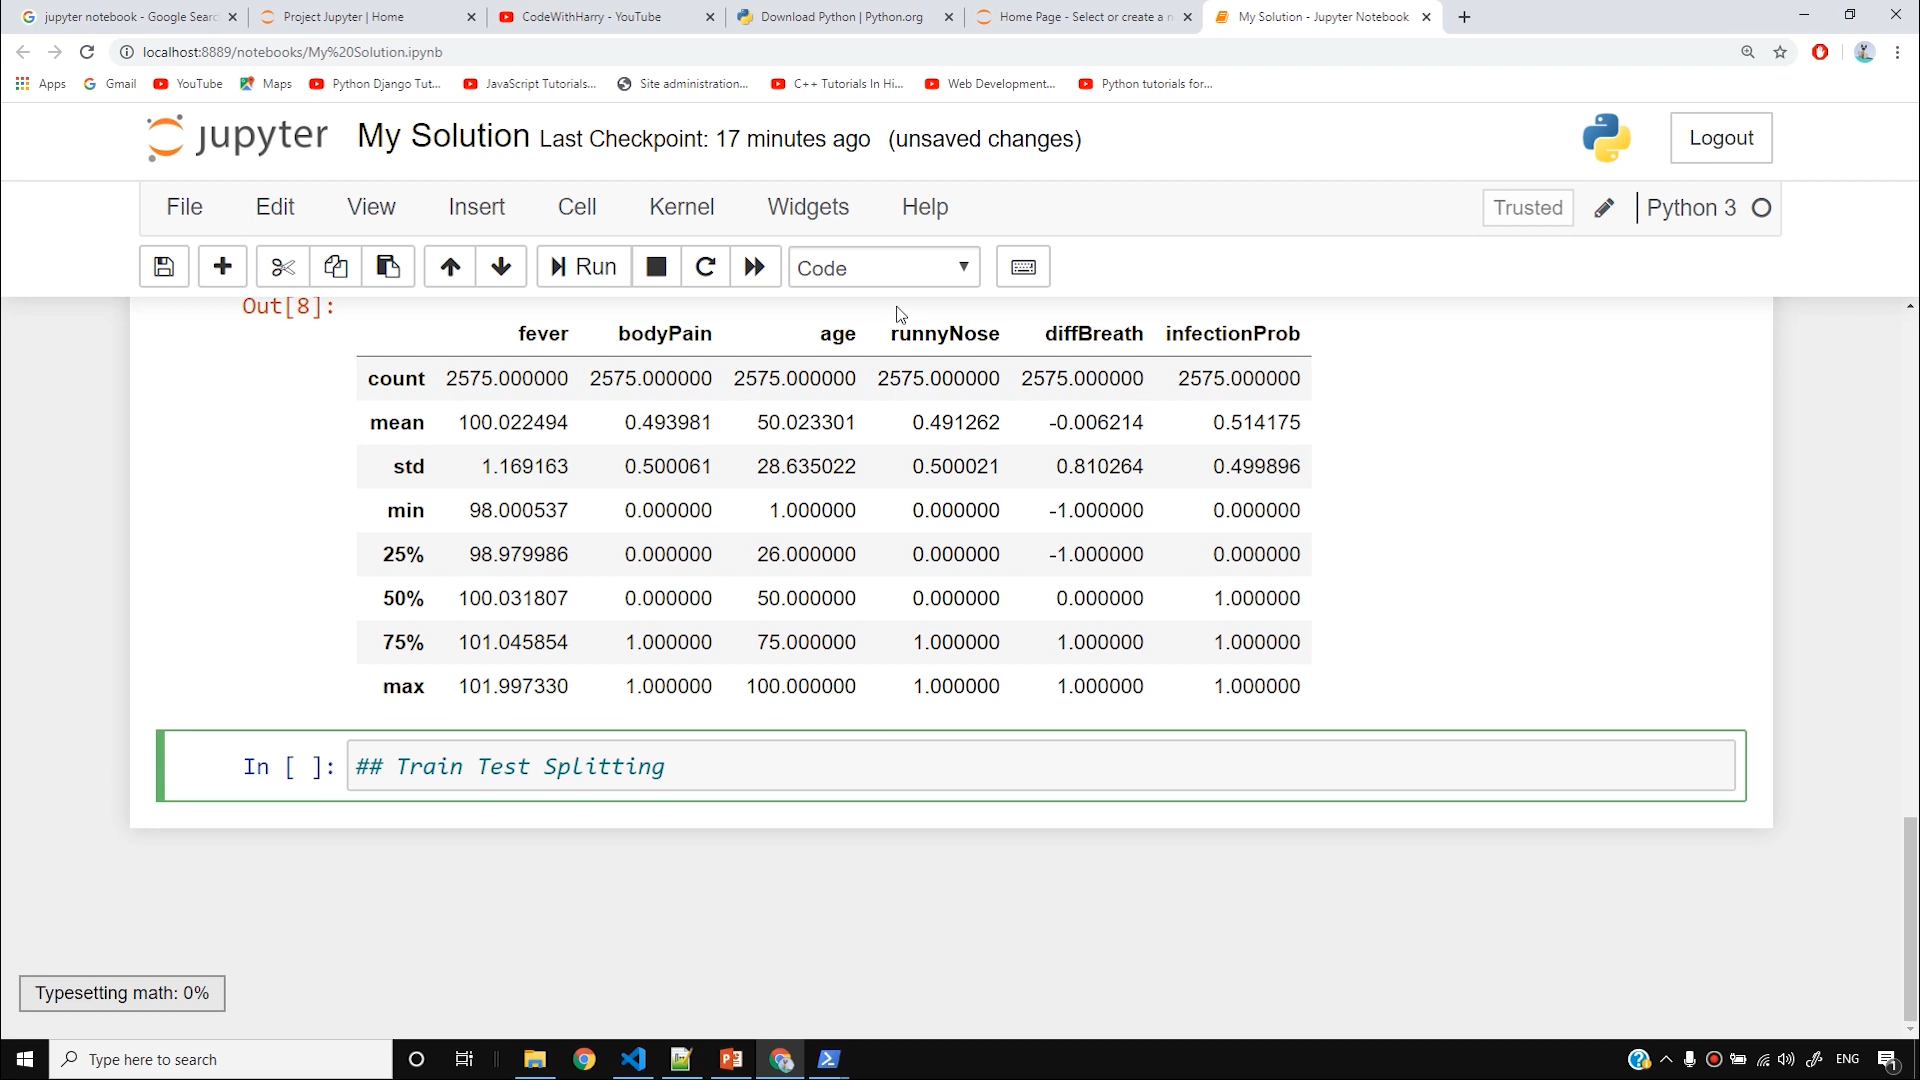 jupyter notebook - Google Searc
Project Jupyter | Home
CodeWithHarry - YouTube
Download Python | Python.org
Home Page - Select or create a n
My Solution - Jupyter Notebook
localhost:8889/notebooks/My%20Solution.ipynb
Apps Gmail YouTube Maps Python Django Tut... JavaScript Tutorials... Site administration... C++ Tutorials In Hi... Web Development... Python tutorials for...
jupyter My Solution Last Checkpoint: 17 minutes ago (unsaved changes) Logout
File Edit View Insert Cell Kernel Widgets Help Trusted Python 3
Run Code
Out[8]:
fever bodyPain age runnyNose diffBreath infectionProb
count 2575.000000 2575.000000 2575.000000 2575.000000 2575.000000 2575.000000
mean 100.022494 0.493981 50.023301 0.491262 -0.006214 0.514175
std 1.169163 0.500061 28.635022 0.500021 0.810264 0.499896
min 98.000537 0.000000 1.000000 0.000000 -1.000000 0.000000
25% 98.979986 0.000000 26.000000 0.000000 -1.000000 0.000000
50% 100.031807 0.000000 50.000000 0.000000 0.000000 1.000000
75% 101.045854 1.000000 75.000000 1.000000 1.000000 1.000000
max 101.997330 1.000000 100.000000 1.000000 1.000000 1.000000
In [ ]: ## Train Test Splitting
Typesetting math: 0%
Type here to search
ENG
1